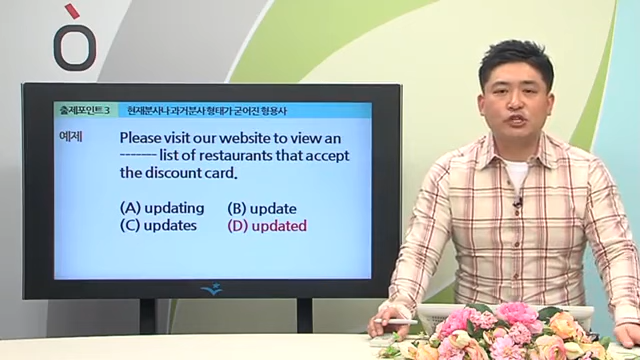 ò
출제포인트 3 현재분사나 과거분사 형태가 굳어진 형용사
예제
Please visit our website to view an
------- list of restaurants that accept
the discount card.
(A) updating (B) update
(C) updates (D) updated